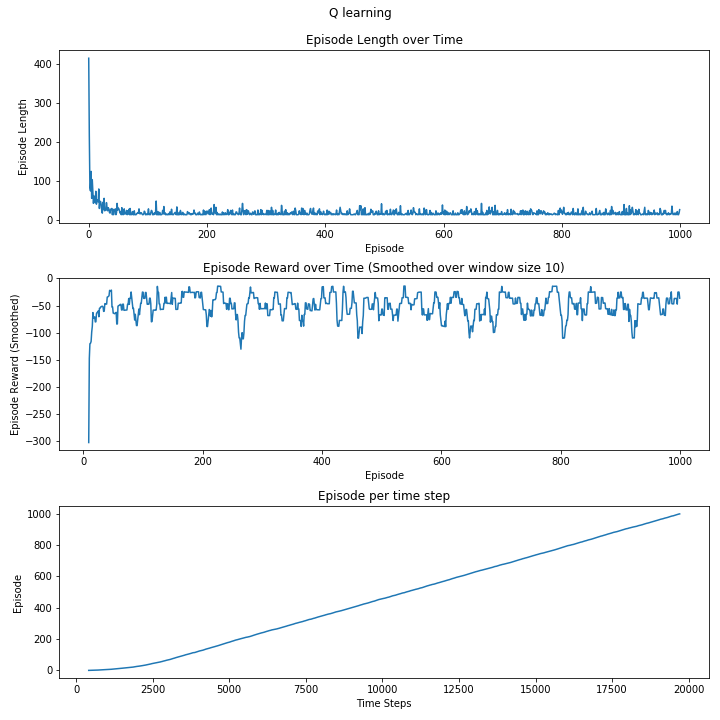 Q learning
Episode Length over Time
400
300
200
100
0
Episode Length
0 200 400 600 800 1000
Episode
Episode Reward over Time (Smoothed over window size 10)
0
−50
−100
−150
−200
−250
−300
Episode Reward (Smoothed)
0 200 400 600 800 1000
Episode
Episode per time step
1000
800
600
400
200
0
Episode
0 2500 5000 7500 10000 12500 15000 17500 20000
Time Steps